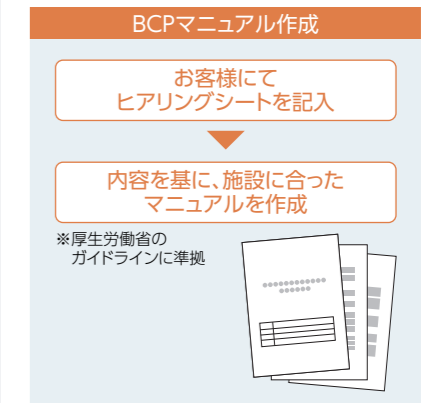 BCPマニュアル作成
お客様にて
ヒアリングシートを記入
内容を基に、施設に合った
マニュアルを作成
※厚生労働省の
ガイドラインに準拠